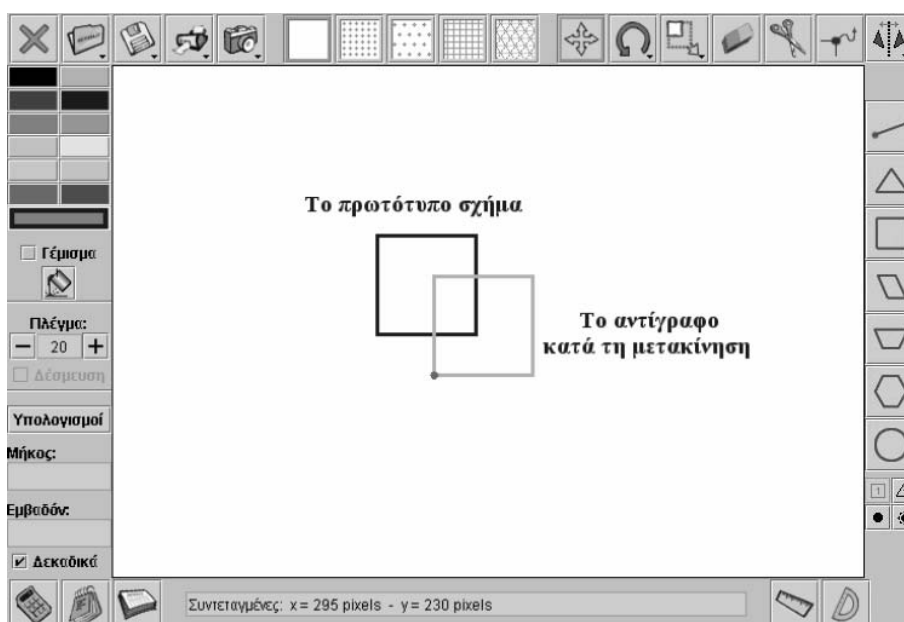 Το πρωτότυπο σχήμα
Γέμισμα
Πλέγμα:
20
Δέσμευση
Το αντίγραφο
κατά τη μετακίνηση
Υπολογισμοί
Μήκος:
Εμβαδόν:
1
Δεκαδικά
Συντεταγμένες: x = 295 pixels - y = 230 pixels